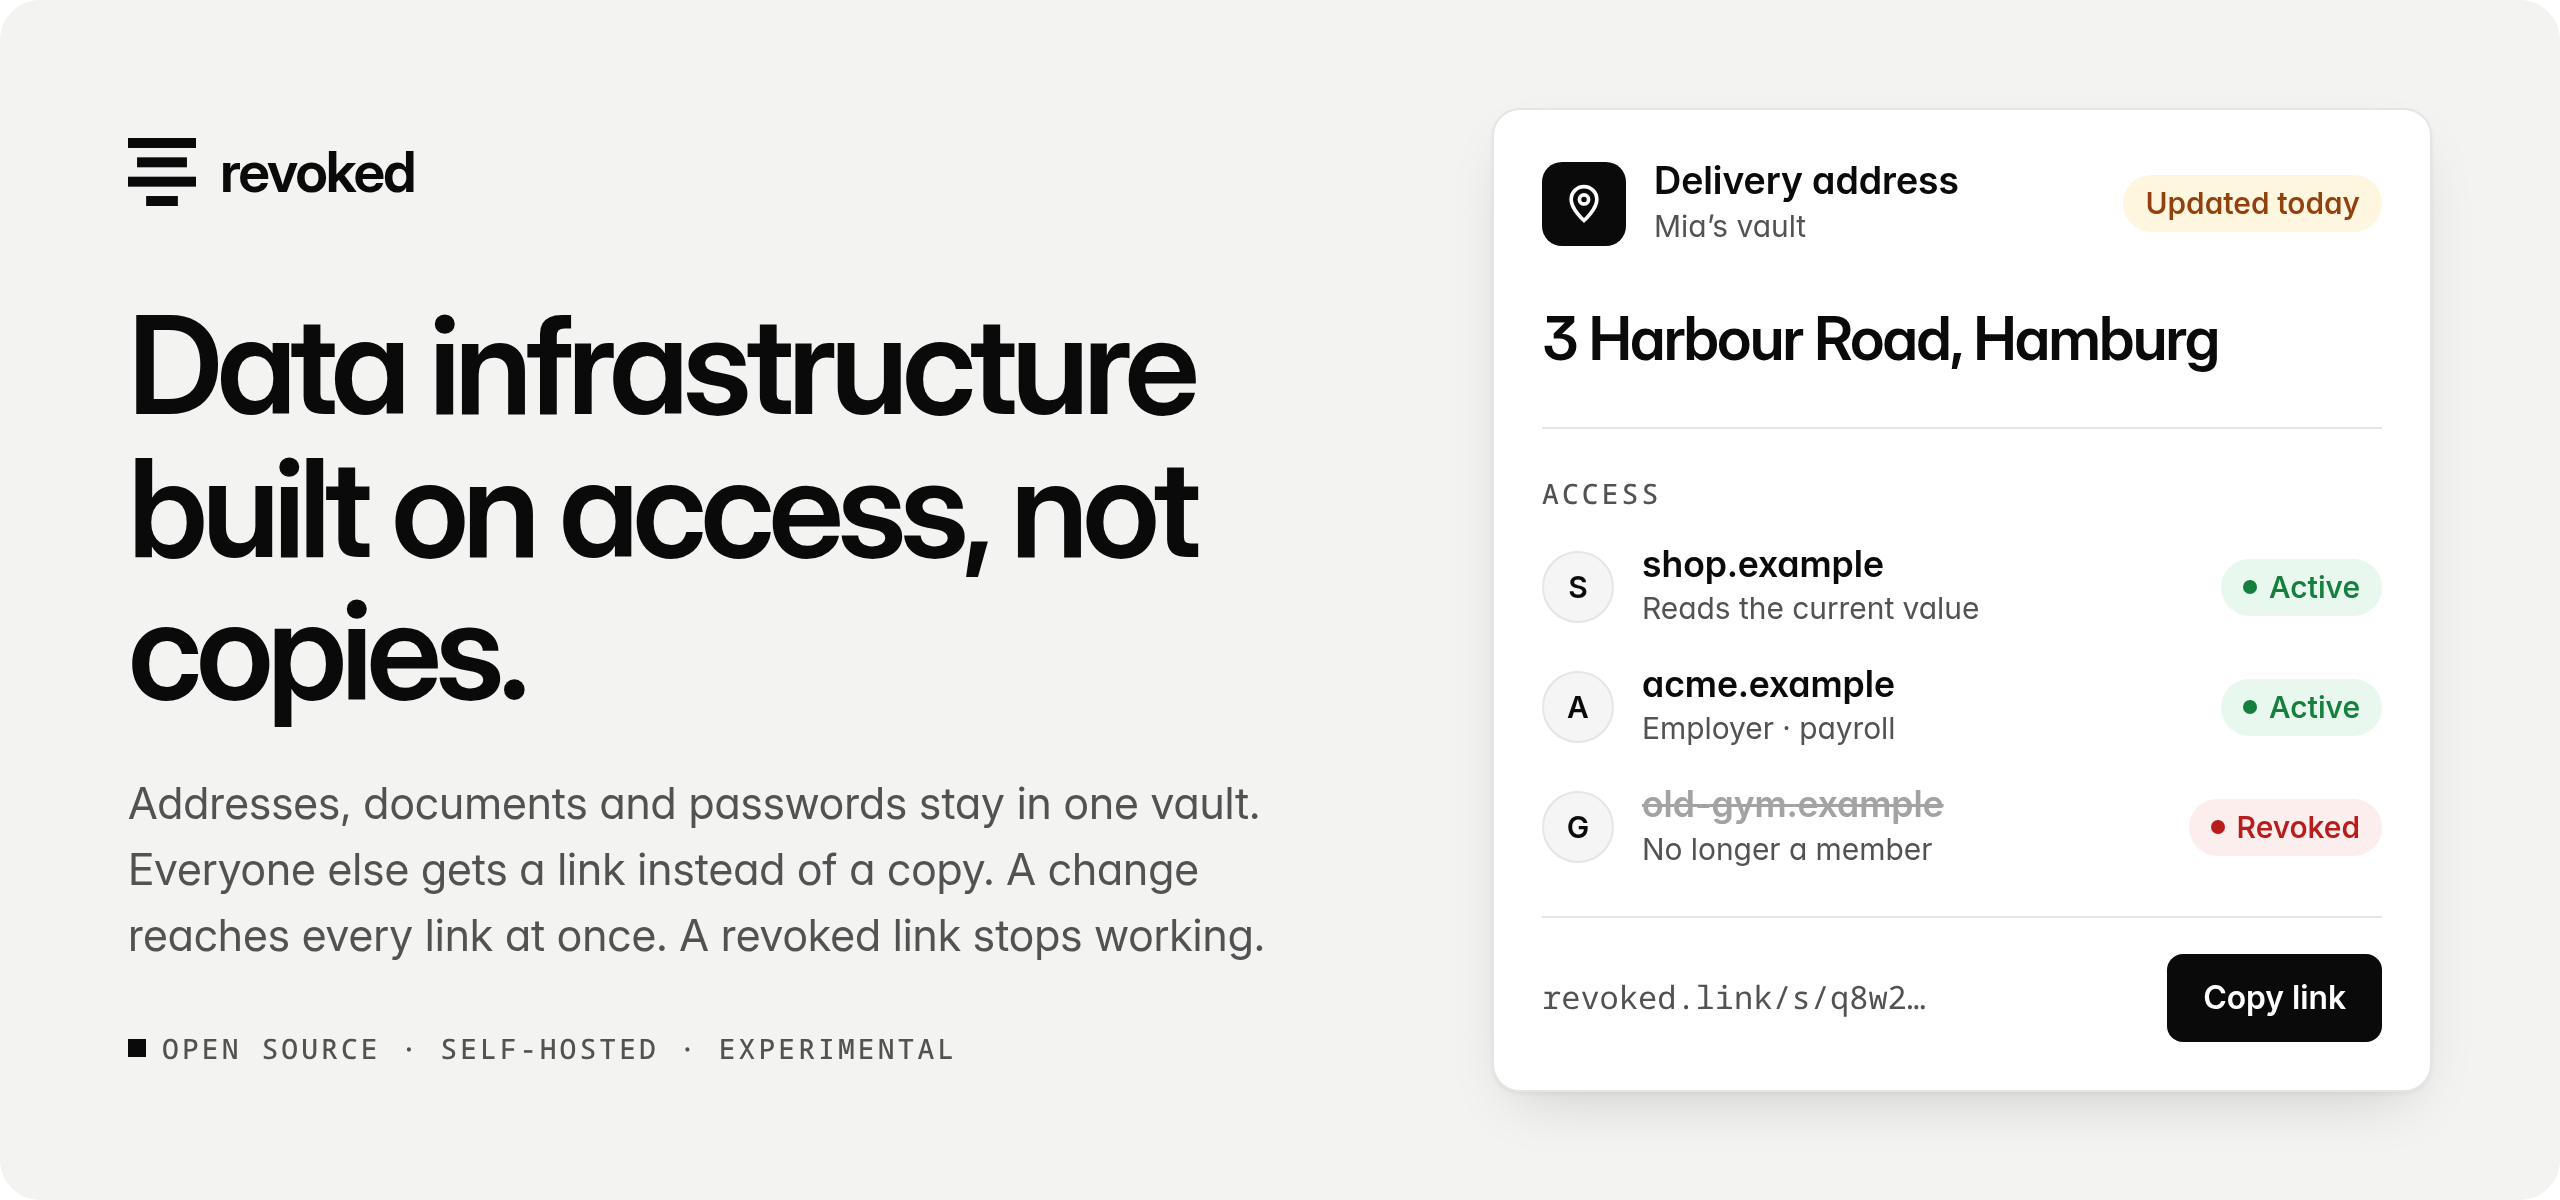 revoked
Data infrastructure
built on access, not
copies.
Addresses, documents and passwords stay in one vault.
Everyone else gets a link instead of a copy. A change
reaches every link at once. A revoked link stops working.
OPEN SOURCE · SELF-HOSTED · EXPERIMENTAL
Delivery address
Mia’s vault
Updated today
3 Harbour Road, Hamburg
ACCESS
S
shop.example
Reads the current value
Active
A
acme.example
Employer · payroll
Active
G
old-gym.example
No longer a member
Revoked
revoked.link/s/q8w2…
Copy link